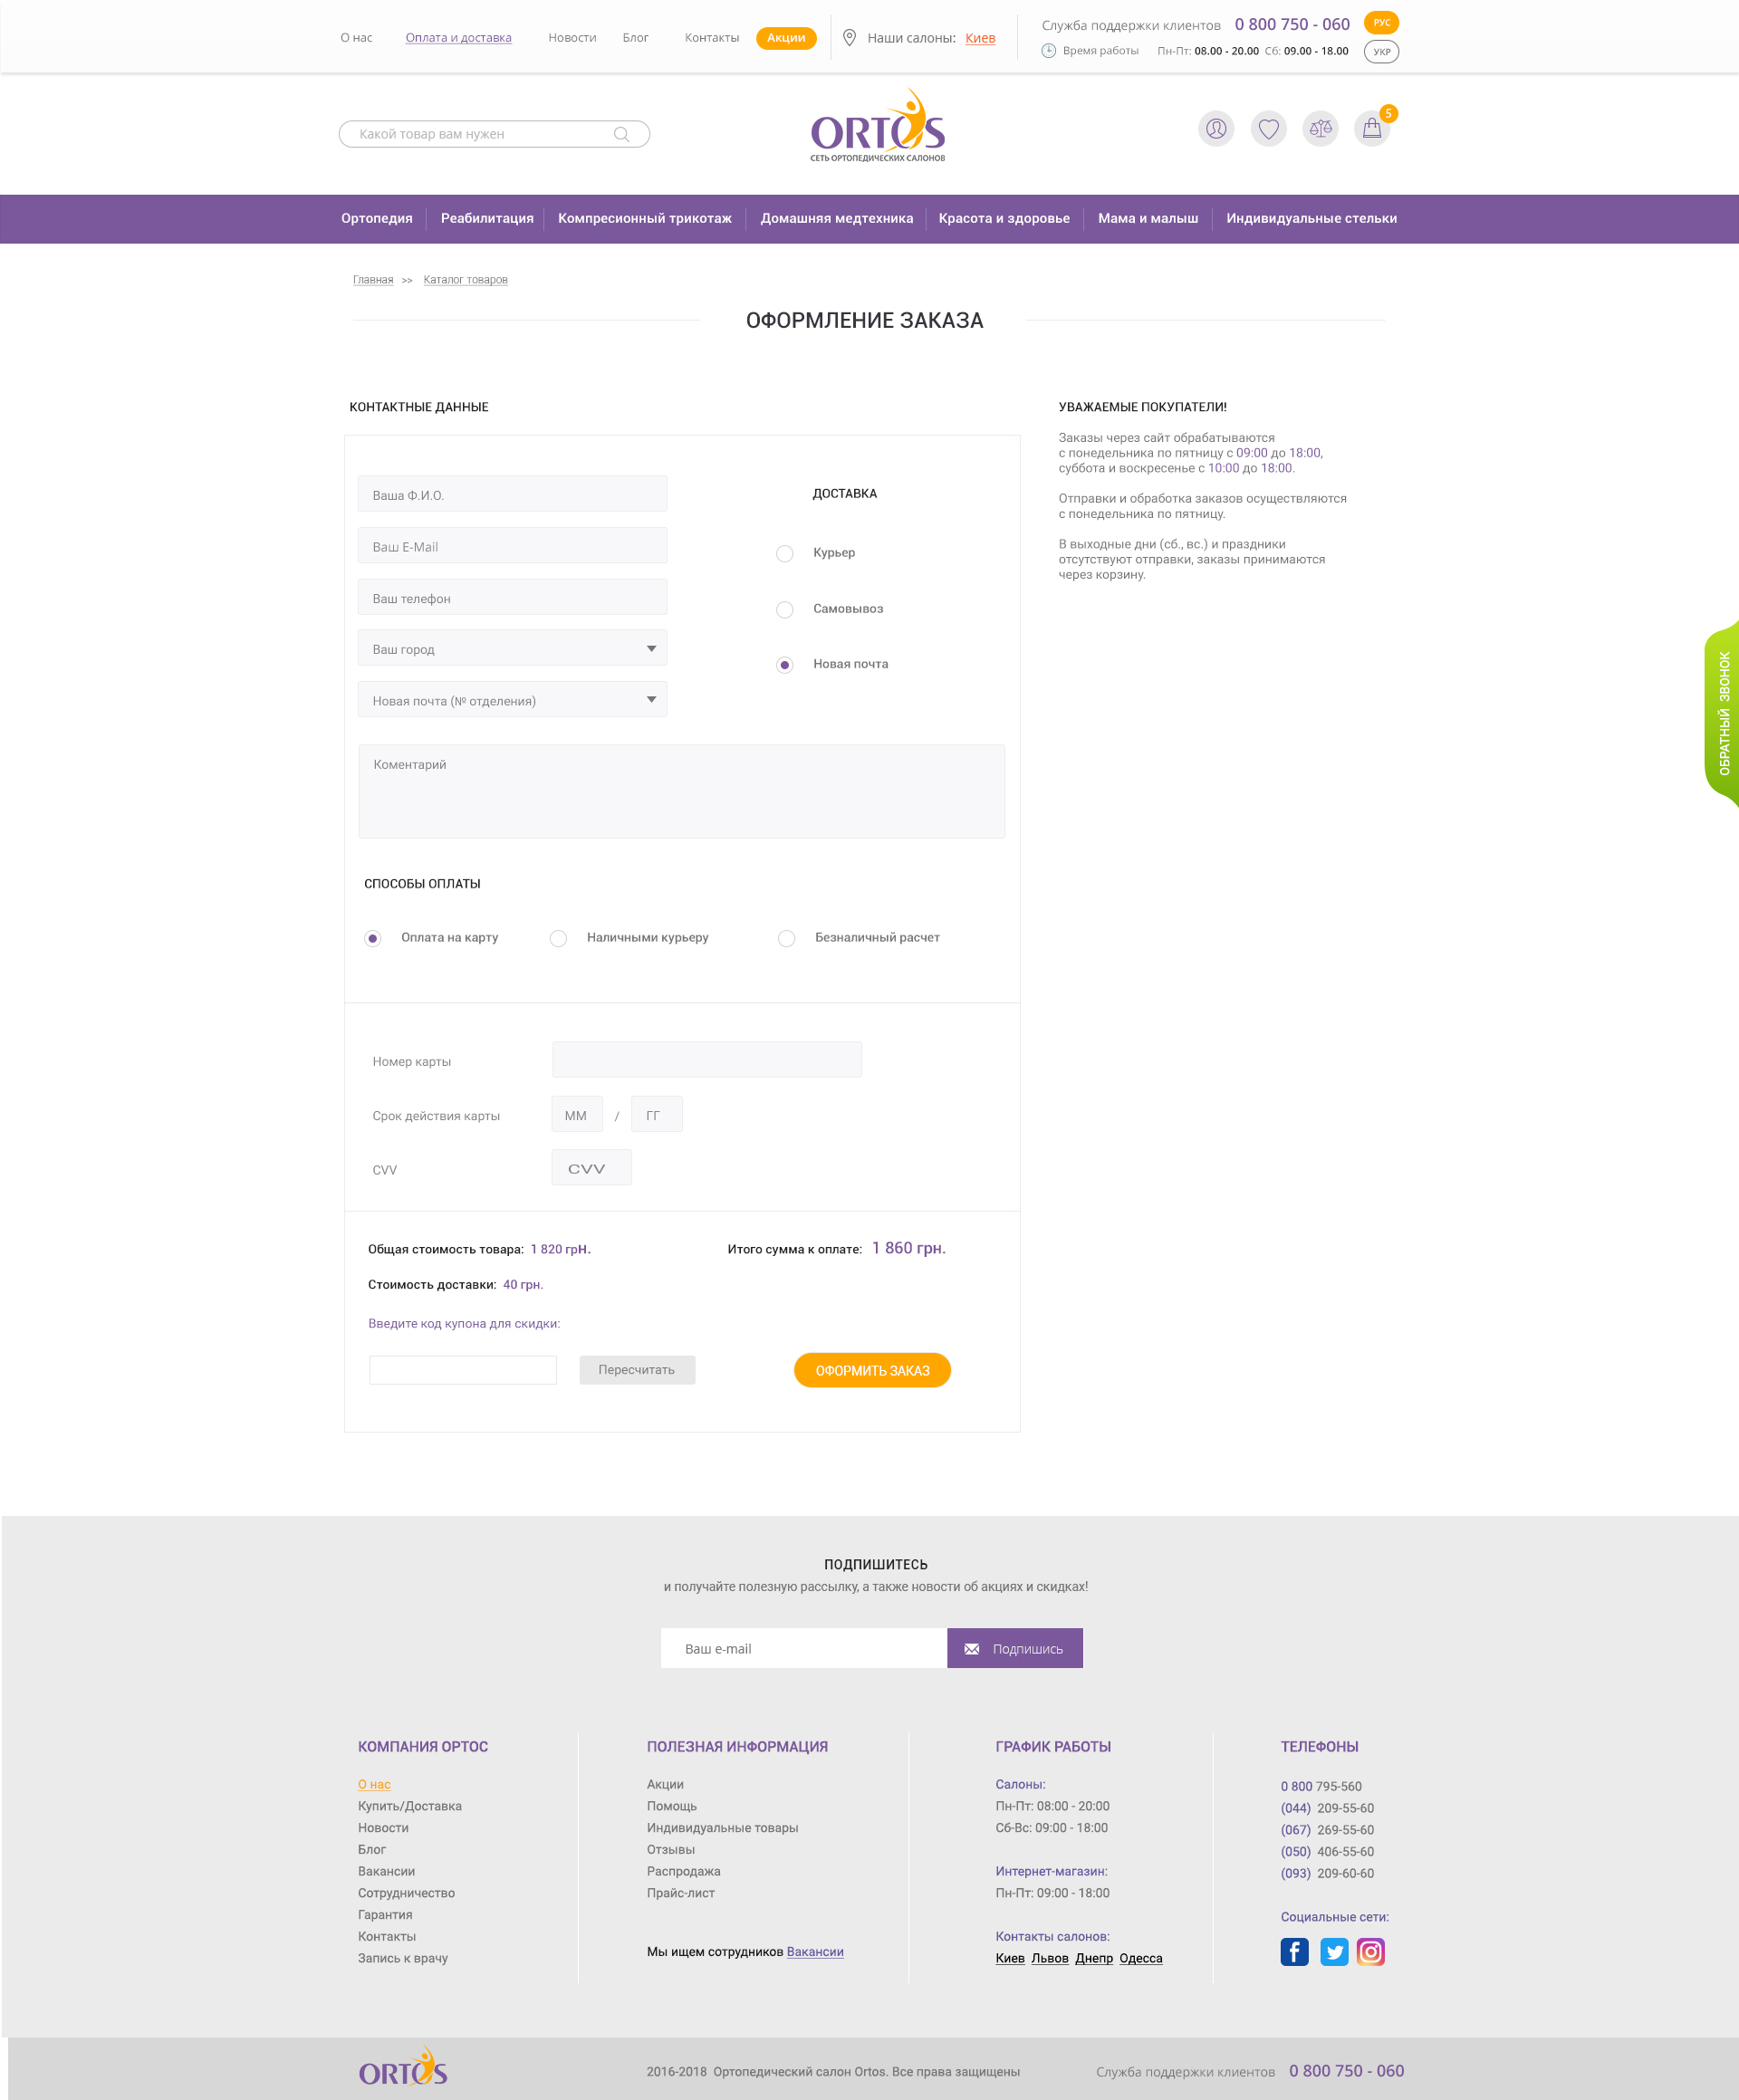 О нас Оплата и доставка Новости Блог Контакты Акции Наши салоны: Киев
Служба поддержки клиентов 0 800 750 - 060 РУС
Время работы Пн-Пт: 08.00 - 20.00 Сб: 09.00 - 18.00 УКР
Какой товар вам нужен
ORTOS
СЕТЬ ОРТОПЕДИЧЕСКИХ САЛОНОВ
5
Ортопедия Реабилитация Компресионный трикотаж Домашняя медтехника Красота и здоровье Мама и малыш Индивидуальные стельки
Главная >> Каталог товаров
ОФОРМЛЕНИЕ ЗАКАЗА
КОНТАКТНЫЕ ДАННЫЕ
Ваша Ф.И.О.
Ваш E-Mail
Ваш телефон
Ваш город
Новая почта (№ отделения)
ДОСТАВКА
Курьер
Самовывоз
Новая почта
Коментарий
СПОСОБЫ ОПЛАТЫ
Оплата на карту Наличными курьеру Безналичный расчет
Номер карты
Срок действия карты ММ / ГГ
CVV CVV
Общая стоимость товара: 1 820 грн. Итого сумма к оплате: 1 860 грн.
Стоимость доставки: 40 грн.
Введите код купона для скидки:
Пересчитать ОФОРМИТЬ ЗАКАЗ
УВАЖАЕМЫЕ ПОКУПАТЕЛИ!
Заказы через сайт обрабатываются
с понедельника по пятницу с 09:00 до 18:00,
суббота и воскресенье с 10:00 до 18:00.
Отправки и обработка заказов осуществляются
с понедельника по пятницу.
В выходные дни (сб., вс.) и праздники
отсутствуют отправки, заказы принимаются
через корзину.
ОБРАТНЫЙ ЗВОНОК
ПОДПИШИТЕСЬ
и получайте полезную рассылку, а также новости об акциях и скидках!
Ваш e-mail Подпишись
КОМПАНИЯ ОРТОС
О нас
Купить/Доставка
Новости
Блог
Вакансии
Сотрудничество
Гарантия
Контакты
Запись к врачу
ПОЛЕЗНАЯ ИНФОРМАЦИЯ
Акции
Помощь
Индивидуальные товары
Отзывы
Распродажа
Прайс-лист
Мы ищем сотрудников Вакансии
ГРАФИК РАБОТЫ
Салоны:
Пн-Пт: 08:00 - 20:00
Сб-Вс: 09:00 - 18:00
Интернет-магазин:
Пн-Пт: 09:00 - 18:00
Контакты салонов:
Киев Львов Днепр Одесса
ТЕЛЕФОНЫ
0 800 795-560
(044) 209-55-60
(067) 269-55-60
(050) 406-55-60
(093) 209-60-60
Социальные сети:
ORTOS
2016-2018 Ортопедический салон Ortos. Все права защищены
Служба поддержки клиентов 0 800 750 - 060